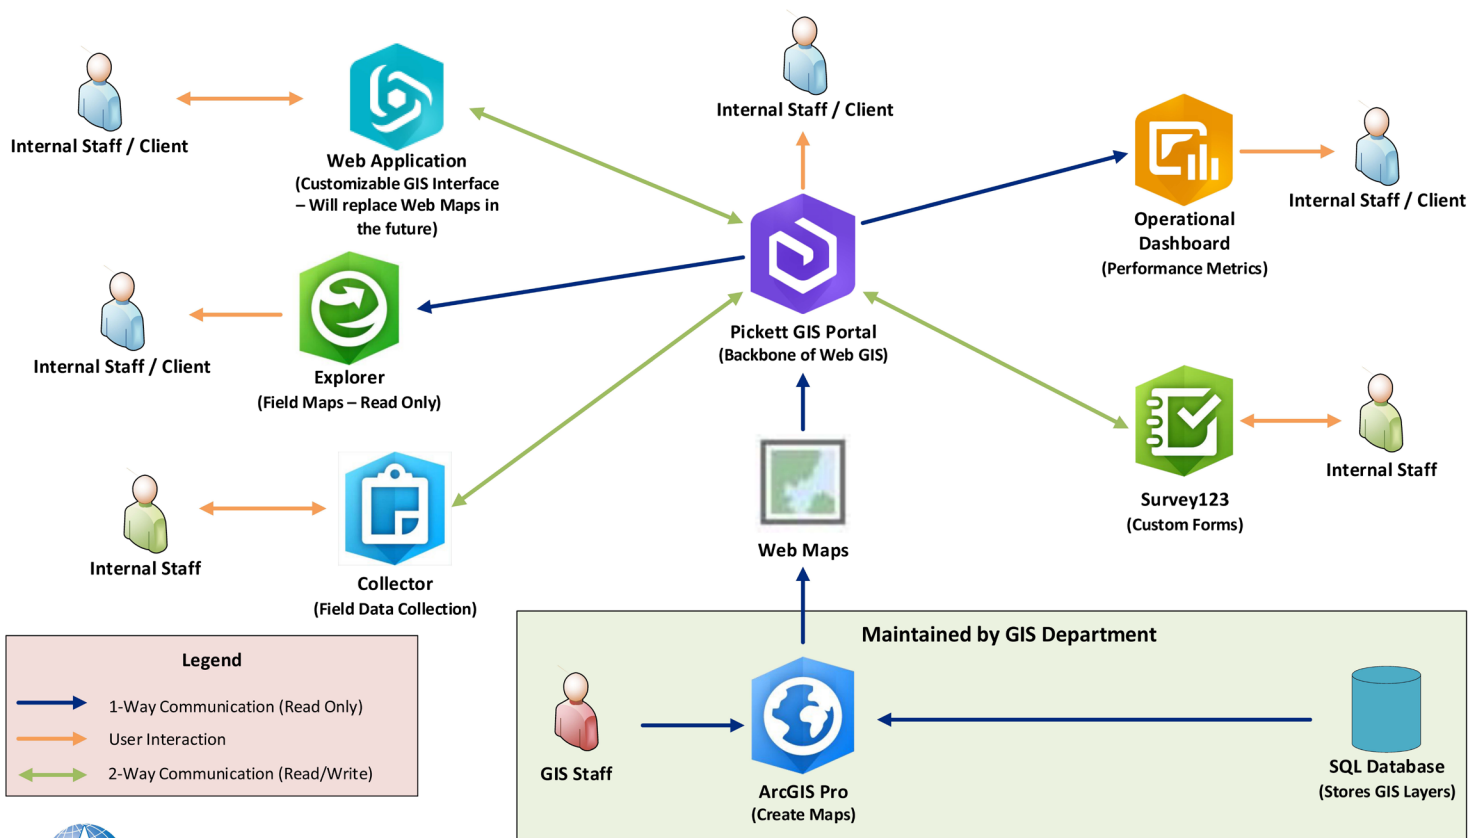 Internal Staff / Client
Web Application
(Customizable GIS Interface
– Will replace Web Maps in
the future)
Internal Staff / Client
Operational
Dashboard
(Performance Metrics)
Internal Staff / Client
Internal Staff / Client
Explorer
(Field Maps – Read Only)
Pickett GIS Portal
(Backbone of Web GIS)
Survey123
(Custom Forms)
Internal Staff
Internal Staff
Collector
(Field Data Collection)
Web Maps
Legend
1-Way Communication (Read Only)
User Interaction
2-Way Communication (Read/Write)
Maintained by GIS Department
GIS Staff
ArcGIS Pro
(Create Maps)
SQL Database
(Stores GIS Layers)